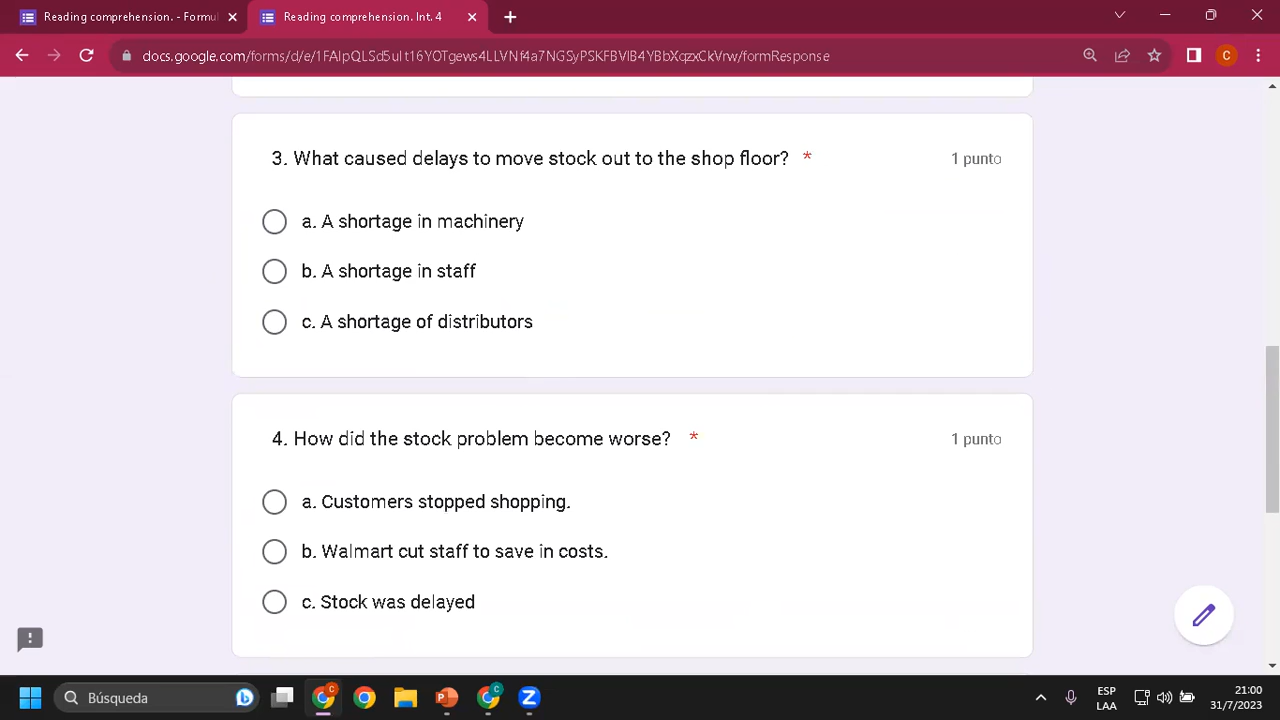 Reading comprehension. - Formul
Reading comprehension. Int. 4
docs.google.com/forms/d/e/1FAIpQLSd5uIt16YOTgews4LLVNf4a7NGSyPSKFBVIB4YBbXqzxCkVrw/formResponse
C
3. What caused delays to move stock out to the shop floor? *
1 punto
a. A shortage in machinery
b. A shortage in staff
c. A shortage of distributors
4. How did the stock problem become worse? *
1 punto
a. Customers stopped shopping.
b. Walmart cut staff to save in costs.
c. Stock was delayed
Búsqueda
ESP
LAA
21:00
31/7/2023